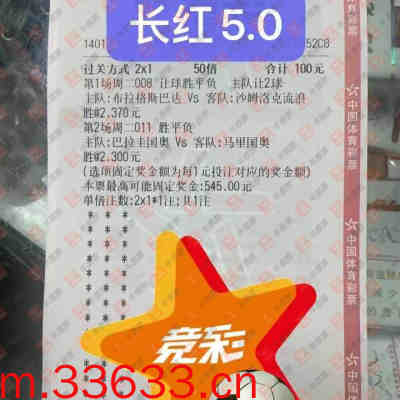 长红5.0
1401
52C8
过关方式 2x1 50倍 合计 100元
第1场周二008 让球胜平负 主队让2球
主队:布拉格斯巴达 Vs 客队:沙姆洛克流浪
胜@2.370元
第2场周二011 胜平负
主队:巴拉圭国奥 Vs 客队:马里国奥
胜@2.300元
(选项固定奖金额为每1元投注对应的奖金额)
本票最高可能固定奖金:545.00元
单倍注数:2x1*1注;共1注
竞彩
m.33633.cn
中国体育彩票
中国体育彩票